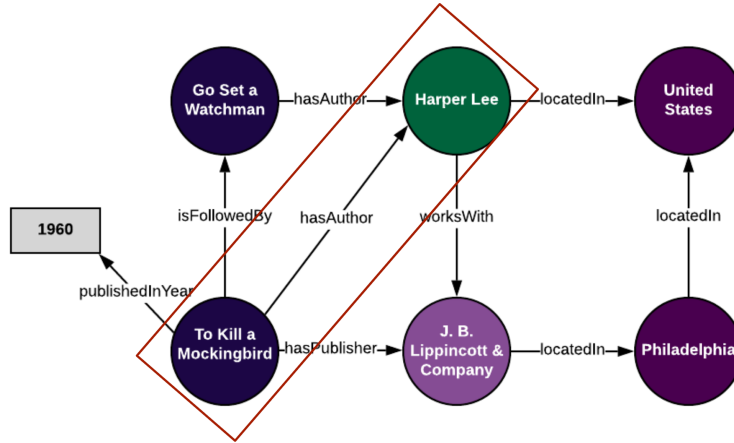 Go Set a
Watchman
hasAuthor
Harper Lee
locatedIn
United
States
isFollowedBy
hasAuthor
worksWith
locatedIn
1960
publishedInYear
To Kill a
Mockingbird
hasPublisher
J. B.
Lippincott &
Company
locatedIn
Philadelphia